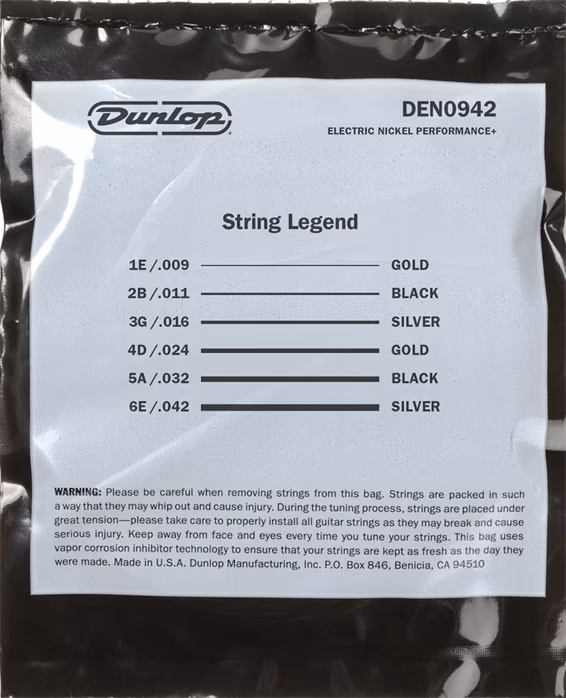 Dunlop
DEN0942
ELECTRIC NICKEL PERFORMANCE+
String Legend
1E/.009 GOLD
2B/.011 BLACK
3G/.016 SILVER
4D/.024 GOLD
5A/.032 BLACK
6E/.042 SILVER
WARNING: Please be careful when removing strings from this bag. Strings are packed in such
a way that they may whip out and cause injury. During the tuning process, strings are placed under
great tension—please take care to properly install all guitar strings as they may break and cause
serious injury. Keep away from face and eyes every time you tune your strings. This bag uses
vapor corrosion inhibitor technology to ensure that your strings are kept as fresh as the day they
were made. Made in U.S.A. Dunlop Manufacturing, Inc. P.O. Box 846, Benicia, CA 94510